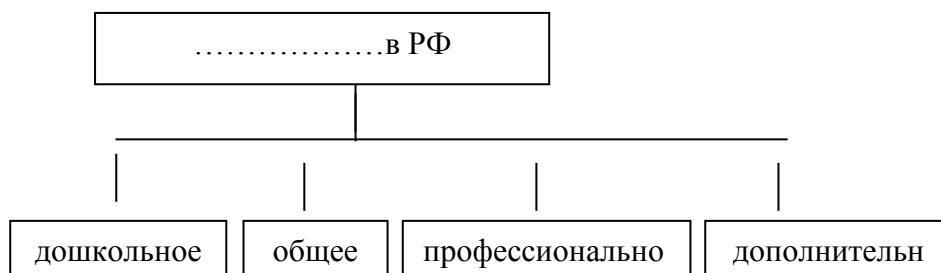 ………………в РФ
дошкольное общее профессионально дополнительн